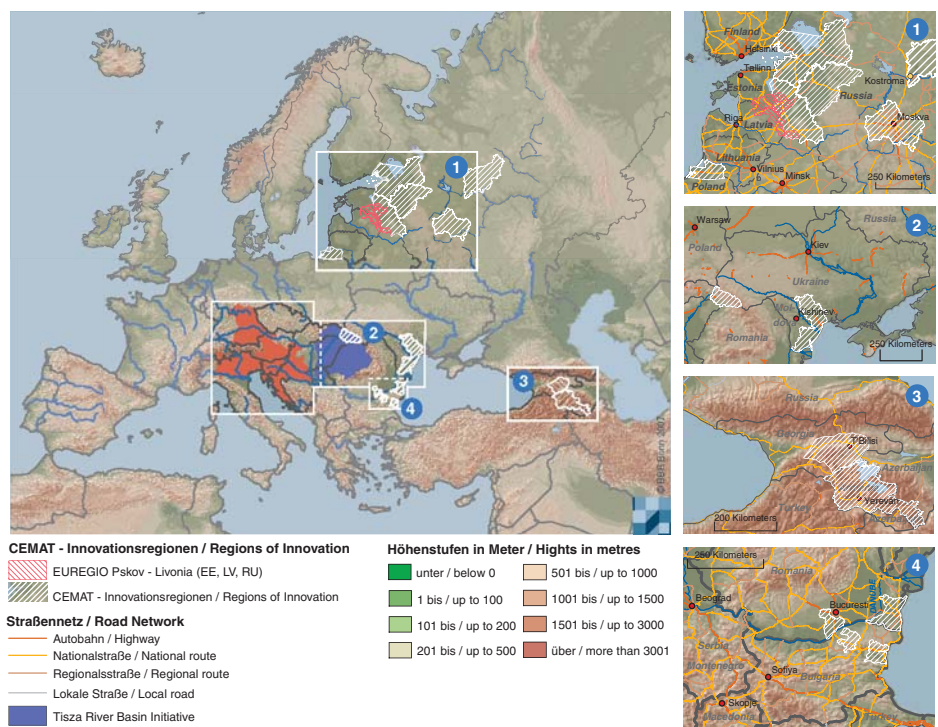 1
2
3
4
© BBR Bonn
CEMAT - Innovationsregionen / Regions of Innovation
EUREGIO Pskov - Livonia (EE, LV, RU)
CEMAT - Innovationsregionen / Regions of Innovation
Straßennetz / Road Network
Autobahn / Highway
Nationalstraße / National route
Regionalsstraße / Regional route
Lokale Straße / Local road
Tisza River Basin Initiative
Höhenstufen in Meter / Hights in metres
unter / below 0
1 bis / up to 100
101 bis / up to 200
201 bis / up to 500
501 bis / up to 1000
1001 bis / up to 1500
1501 bis / up to 3000
über / more than 3001
1
Finland
Helsinki
Tallinn
Estonia
Kostroma
Russia
Riga
Latvia
Moskva
Lithuania
Vilnius
Minsk
Poland
250 Kilometers
2
Warsaw
Russia
Poland
Kiev
Ukraine
Mol-
dova
Kishinev
Romania
250 Kilometers
3
Russia
Georgia
T'Bilisi
Azerbaijan
Yerevan
Turkey
Azerbaijan
200 Kilometers
4
250 Kilometers
Romania
Beograd
Bucuresti
DANUBE
Serbia
Montenegro
Sofiya
Bulgaria
Skopje
Macedonia
Turkey